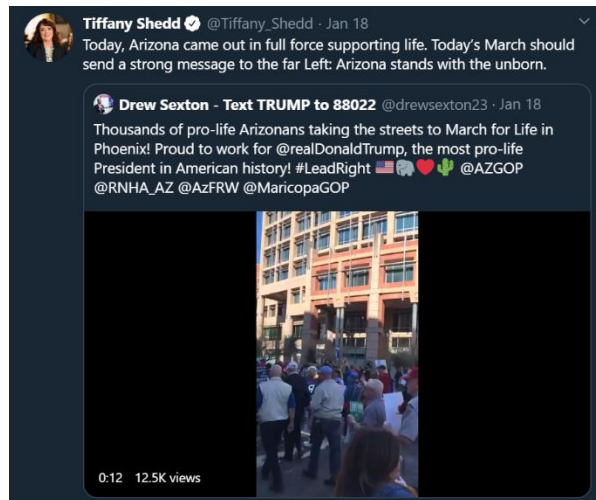 Tiffany Shedd @Tiffany_Shedd · Jan 18
Today, Arizona came out in full force supporting life. Today's March should
send a strong message to the far Left: Arizona stands with the unborn.
Drew Sexton - Text TRUMP to 88022 @drewsexton23 · Jan 18
Thousands of pro-life Arizonans taking the streets to March for Life in
Phoenix! Proud to work for @realDonaldTrump, the most pro-life
President in American history! #LeadRight 🇺🇸🐘❤️🌵 @AZGOP
@RNHA_AZ @AzFRW @MaricopaGOP
0:12 12.5K views